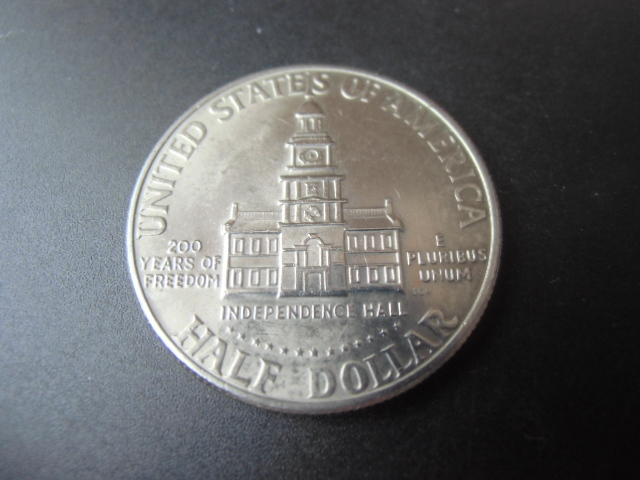 UNITED STATES OF AMERICA
200
YEARS OF
FREEDOM
E
PLURIBUS
UNUM
INDEPENDENCE HALL
HALF DOLLAR